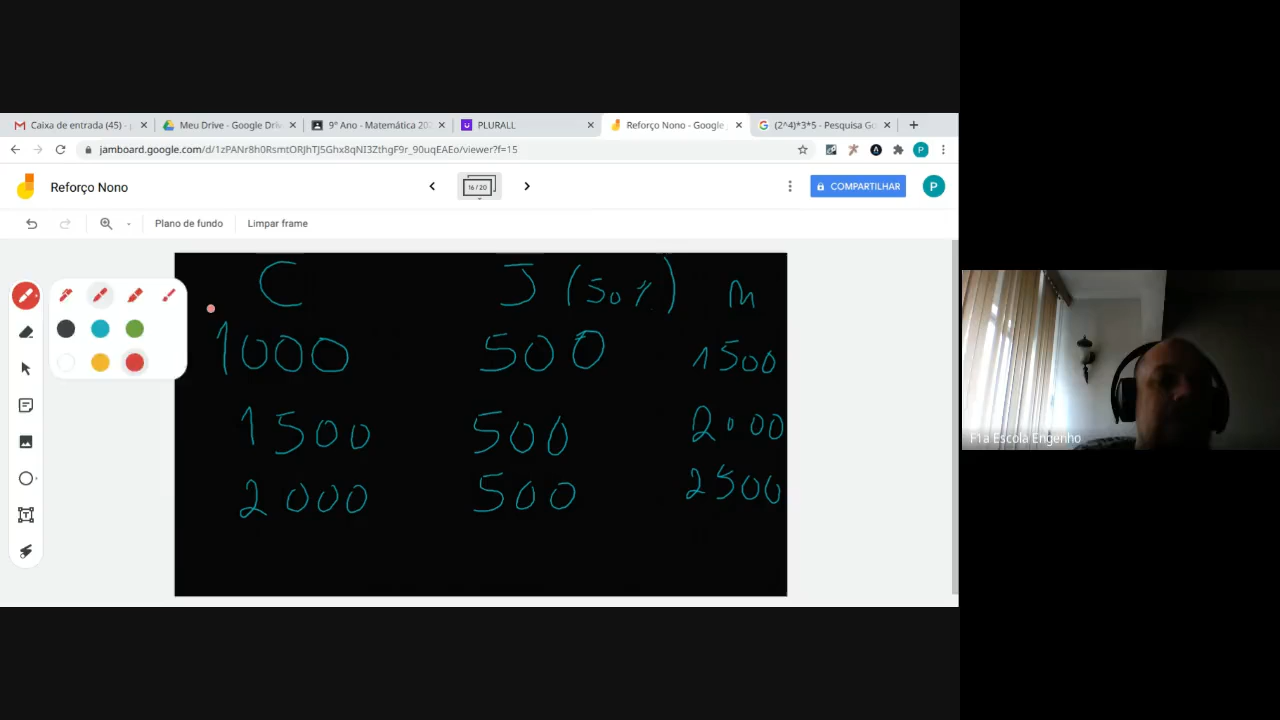 Caixa de entrada (45) -
Meu Drive - Google Dri
9º Ano - Matemática 202
PLURALL
Reforço Nono - Google
(2^4)*3*5 - Pesquisa Go
jamboard.google.com/d/1zPANr8h0RsmtORJhTJ5Ghx8qNI3ZthgF9r_90uqEAEo/viewer?f=15
Reforço Nono
16 / 20
COMPARTILHAR
P
Plano de fundo
Limpar frame
C J (50%) M
1000 500 1500
1500 500 2000
2000 500 2500
F1a Escola Engenho